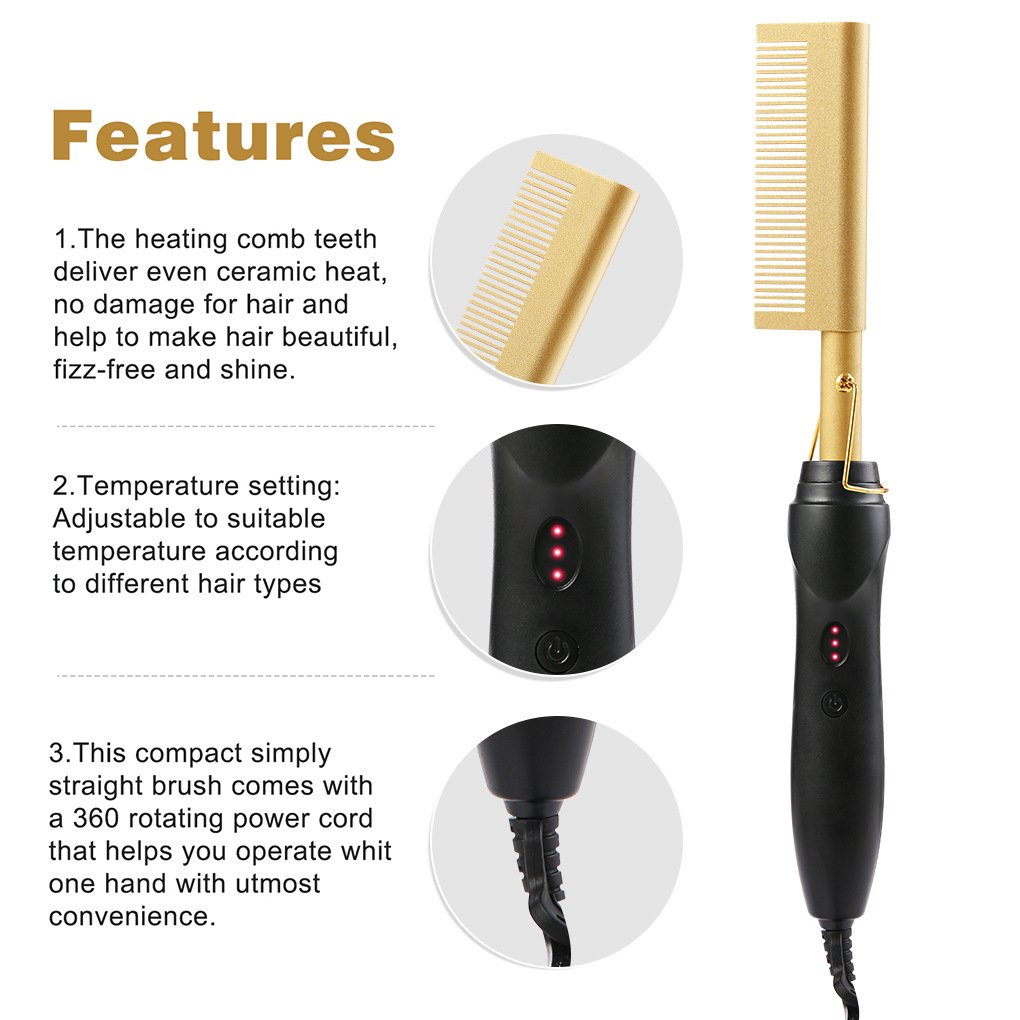 Features
1.The heating comb teeth
deliver even ceramic heat,
no damage for hair and
help to make hair beautiful,
fizz-free and shine.
2.Temperature setting:
Adjustable to suitable
temperature according
to different hair types
3.This compact simply
straight brush comes with
a 360 rotating power cord
that helps you operate whit
one hand with utmost
convenience.